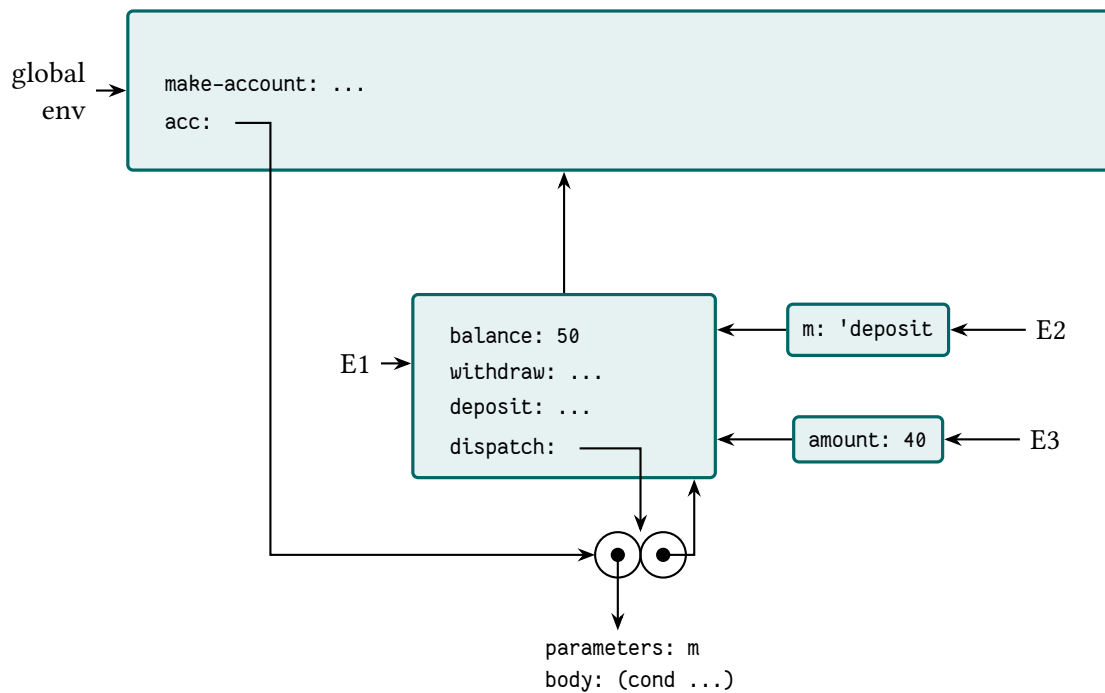 global
env
make-account: ...
acc:
E1
balance: 50
withdraw: ...
deposit: ...
dispatch:
m: 'deposit
E2
amount: 40
E3
parameters: m
body: (cond ...)